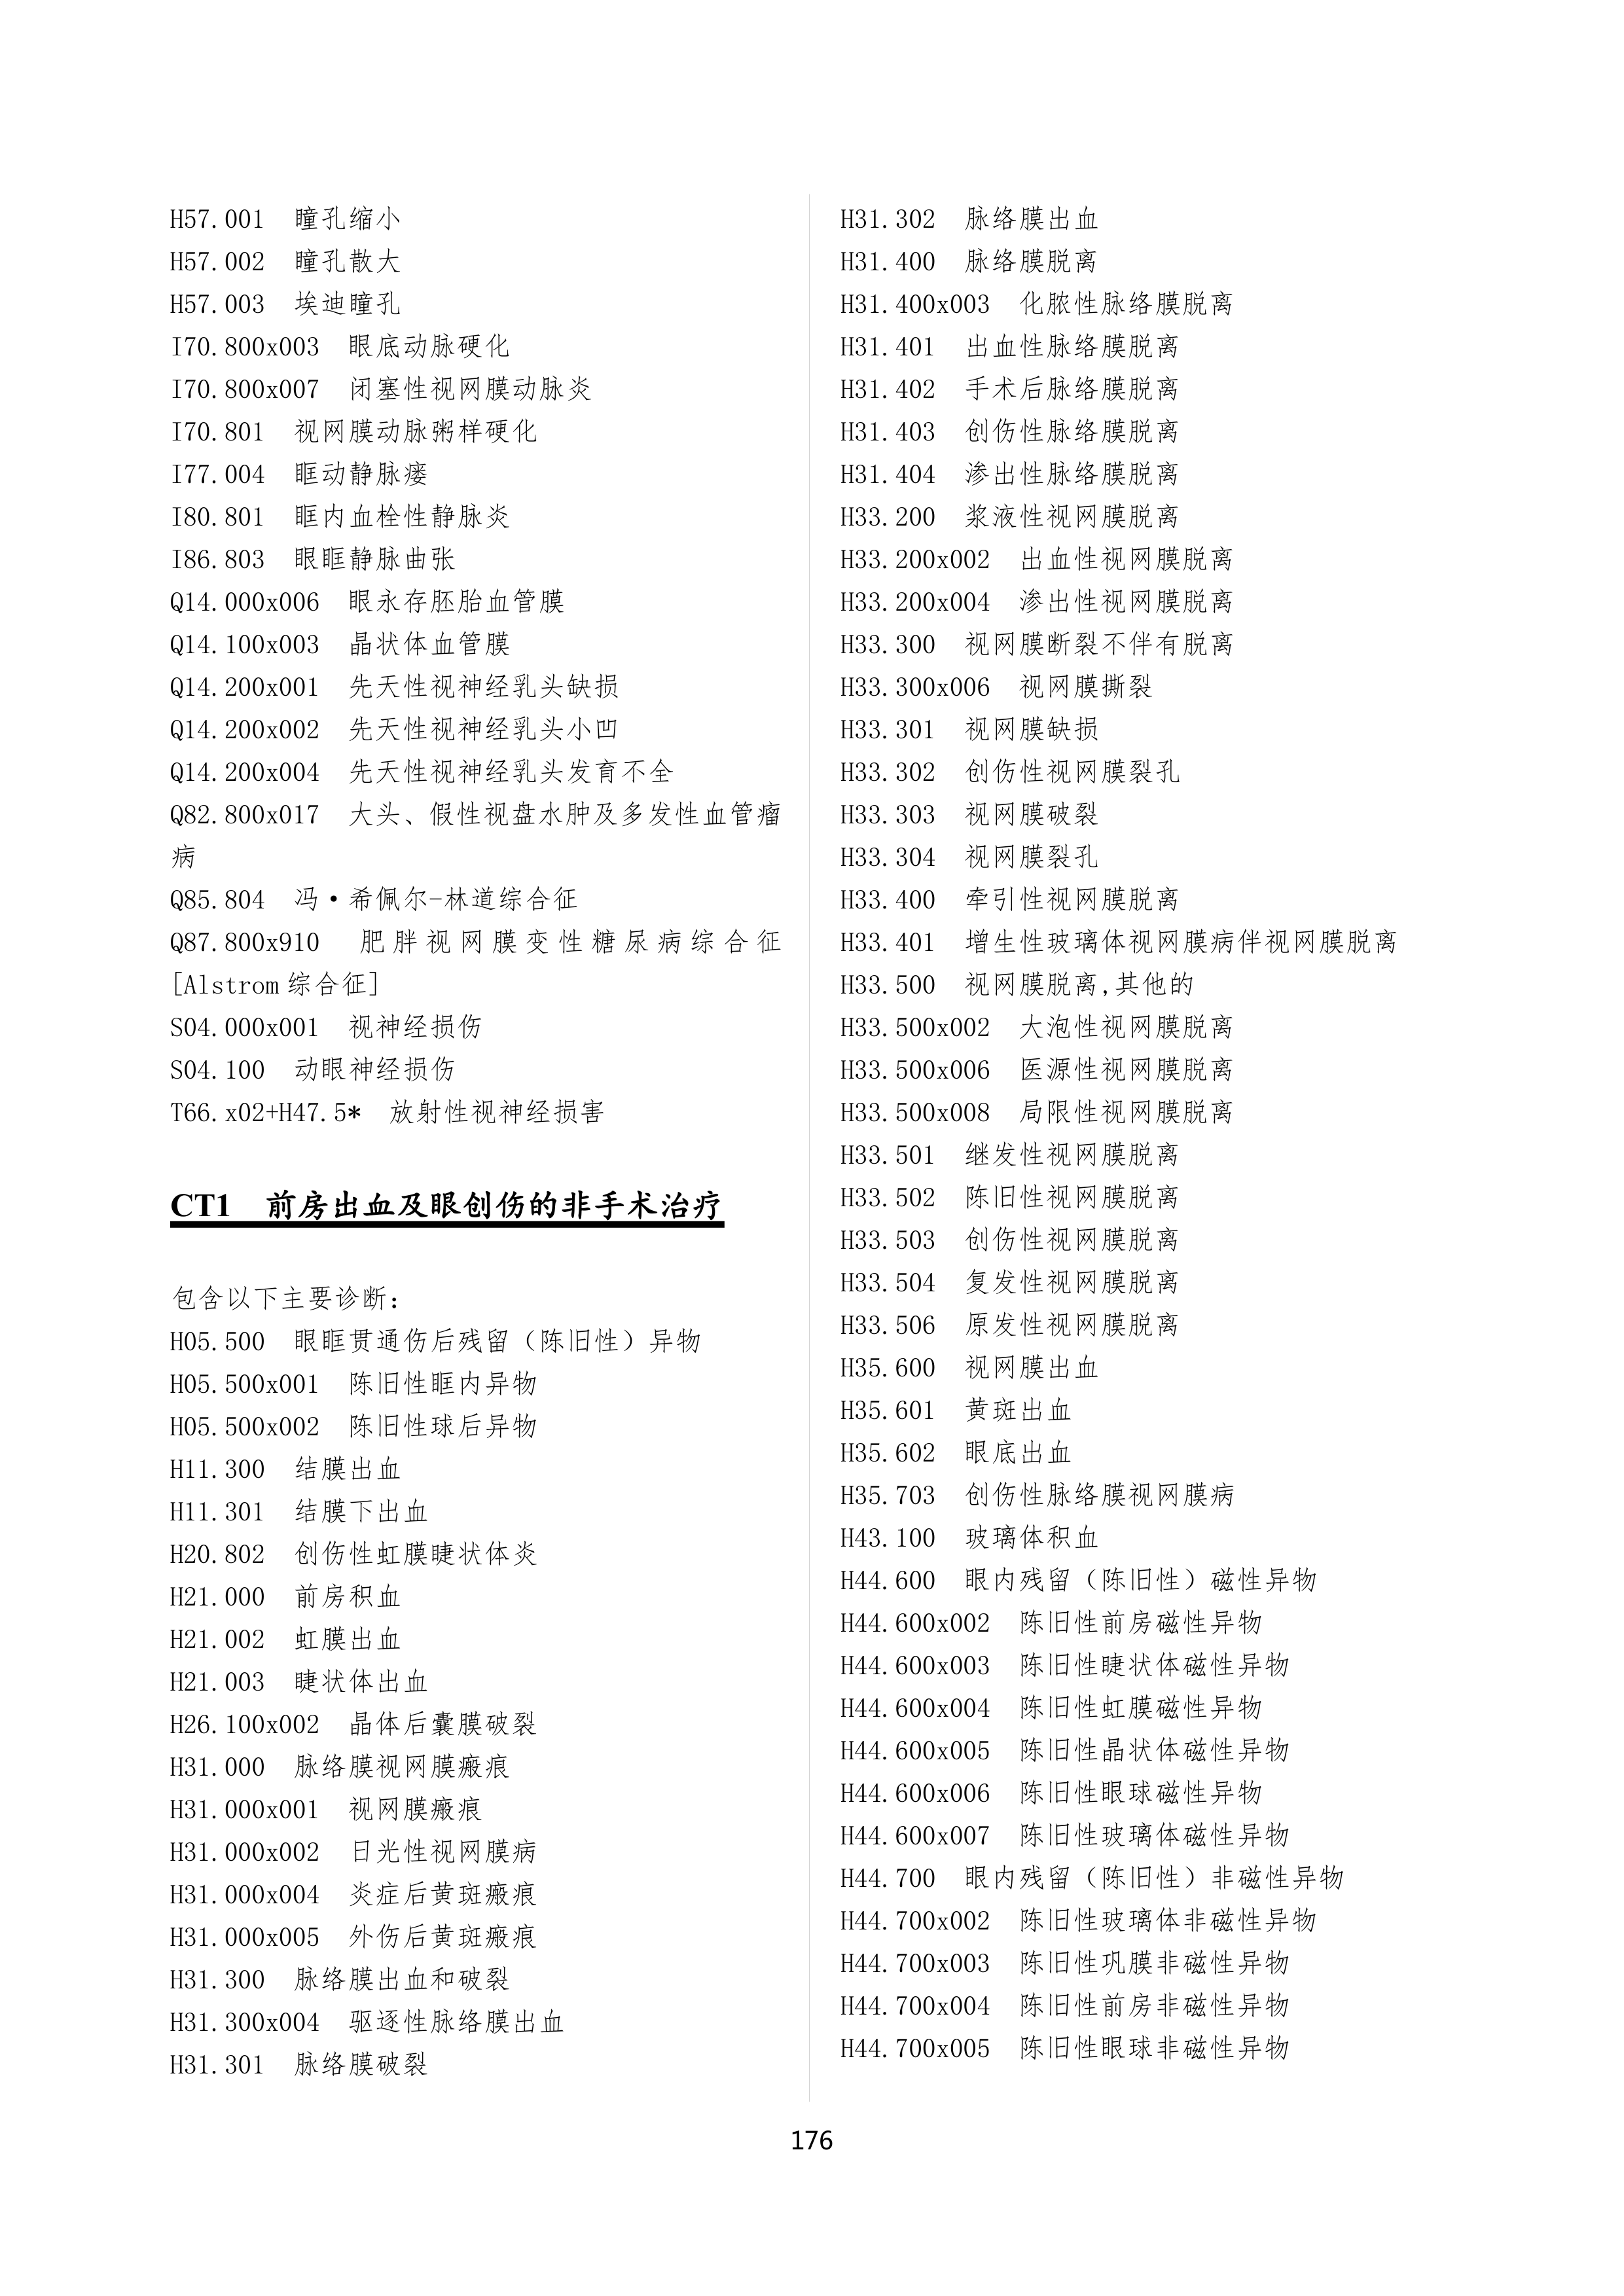 H57.001  瞳孔缩小
H57.002  瞳孔散大
H57.003  埃迪瞳孔
I70.800x003  眼底动脉硬化
I70.800x007  闭塞性视网膜动脉炎
I70.801  视网膜动脉粥样硬化
I77.004  眶动静脉瘘
I80.801  眶内血栓性静脉炎
I86.803  眼眶静脉曲张
Q14.000x006  眼永存胚胎血管膜
Q14.100x003  晶状体血管膜
Q14.200x001  先天性视神经乳头缺损
Q14.200x002  先天性视神经乳头小凹
Q14.200x004  先天性视神经乳头发育不全
Q82.800x017  大头、假性视盘水肿及多发性血管瘤
病
Q85.804  冯·希佩尔-林道综合征
Q87.800x910  肥胖视网膜变性糖尿病综合征
[Alstrom综合征]
S04.000x001  视神经损伤
S04.100  动眼神经损伤
T66.x02+H47.5*  放射性视神经损害
CT1  前房出血及眼创伤的非手术治疗
包含以下主要诊断：
H05.500  眼眶贯通伤后残留（陈旧性）异物
H05.500x001  陈旧性眶内异物
H05.500x002  陈旧性球后异物
H11.300  结膜出血
H11.301  结膜下出血
H20.802  创伤性虹膜睫状体炎
H21.000  前房积血
H21.002  虹膜出血
H21.003  睫状体出血
H26.100x002  晶体后囊膜破裂
H31.000  脉络膜视网膜瘢痕
H31.000x001  视网膜瘢痕
H31.000x002  日光性视网膜病
H31.000x004  炎症后黄斑瘢痕
H31.000x005  外伤后黄斑瘢痕
H31.300  脉络膜出血和破裂
H31.300x004  驱逐性脉络膜出血
H31.301  脉络膜破裂
H31.302  脉络膜出血
H31.400  脉络膜脱离
H31.400x003  化脓性脉络膜脱离
H31.401  出血性脉络膜脱离
H31.402  手术后脉络膜脱离
H31.403  创伤性脉络膜脱离
H31.404  渗出性脉络膜脱离
H33.200  浆液性视网膜脱离
H33.200x002  出血性视网膜脱离
H33.200x004  渗出性视网膜脱离
H33.300  视网膜断裂不伴有脱离
H33.300x006  视网膜撕裂
H33.301  视网膜缺损
H33.302  创伤性视网膜裂孔
H33.303  视网膜破裂
H33.304  视网膜裂孔
H33.400  牵引性视网膜脱离
H33.401  增生性玻璃体视网膜病伴视网膜脱离
H33.500  视网膜脱离,其他的
H33.500x002  大泡性视网膜脱离
H33.500x006  医源性视网膜脱离
H33.500x008  局限性视网膜脱离
H33.501  继发性视网膜脱离
H33.502  陈旧性视网膜脱离
H33.503  创伤性视网膜脱离
H33.504  复发性视网膜脱离
H33.506  原发性视网膜脱离
H35.600  视网膜出血
H35.601  黄斑出血
H35.602  眼底出血
H35.703  创伤性脉络膜视网膜病
H43.100  玻璃体积血
H44.600  眼内残留（陈旧性）磁性异物
H44.600x002  陈旧性前房磁性异物
H44.600x003  陈旧性睫状体磁性异物
H44.600x004  陈旧性虹膜磁性异物
H44.600x005  陈旧性晶状体磁性异物
H44.600x006  陈旧性眼球磁性异物
H44.600x007  陈旧性玻璃体磁性异物
H44.700  眼内残留（陈旧性）非磁性异物
H44.700x002  陈旧性玻璃体非磁性异物
H44.700x003  陈旧性巩膜非磁性异物
H44.700x004  陈旧性前房非磁性异物
H44.700x005  陈旧性眼球非磁性异物
176